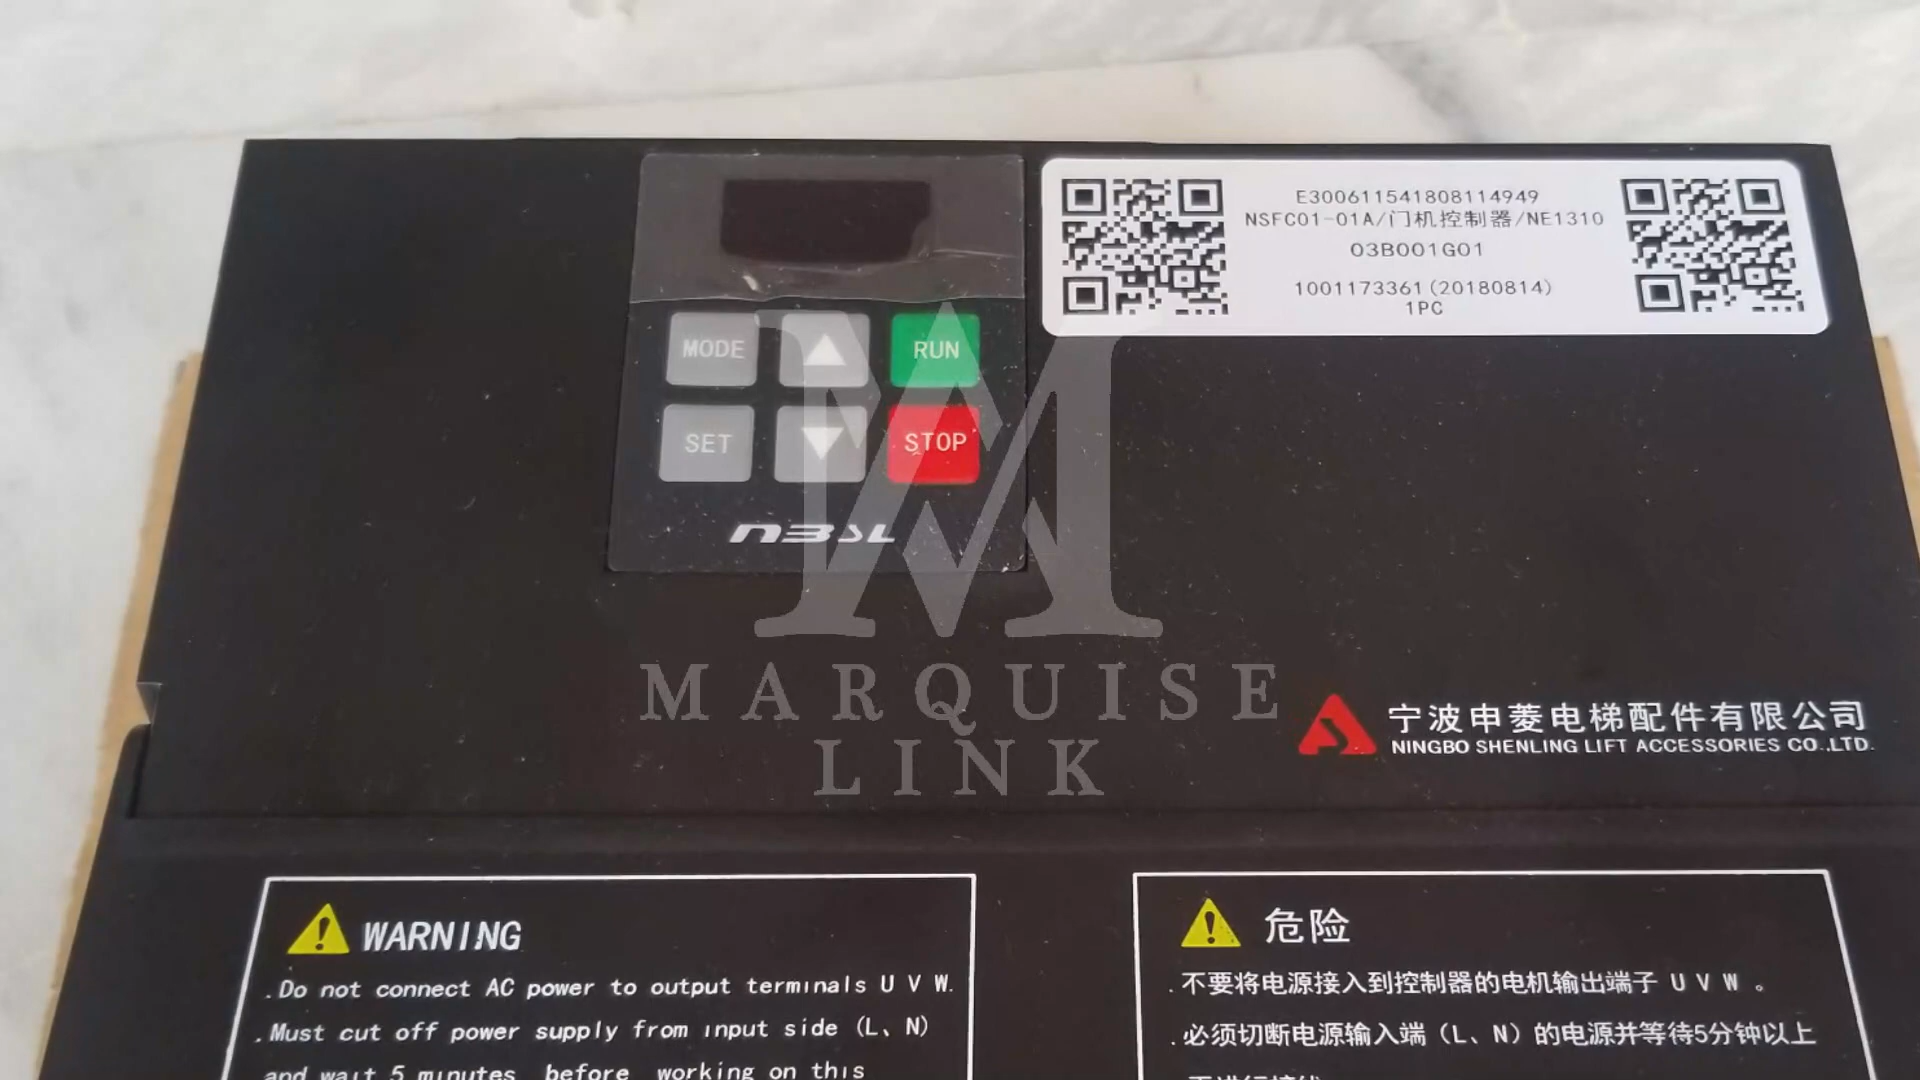 E300611541808114949
NSFC01-01A/门机控制器/NE1310
03B001G01
1001173361(20180814)
1PC
MODE
RUN
SET
STOP
MARQUISE
LINK
宁波申菱电梯配件有限公司
NINGBO SHENLING LIFT ACCESSORIES CO.,LTD.
WARNING
.Do not connect AC power to output terminals U V W.
.Must cut off power supply from input side (L、N)
and wait 5 minutes before working on this
危险
.不要将电源接入到控制器的电机输出端子 U V W 。
.必须切断电源输入端（L、N）的电源并等待5分钟以上